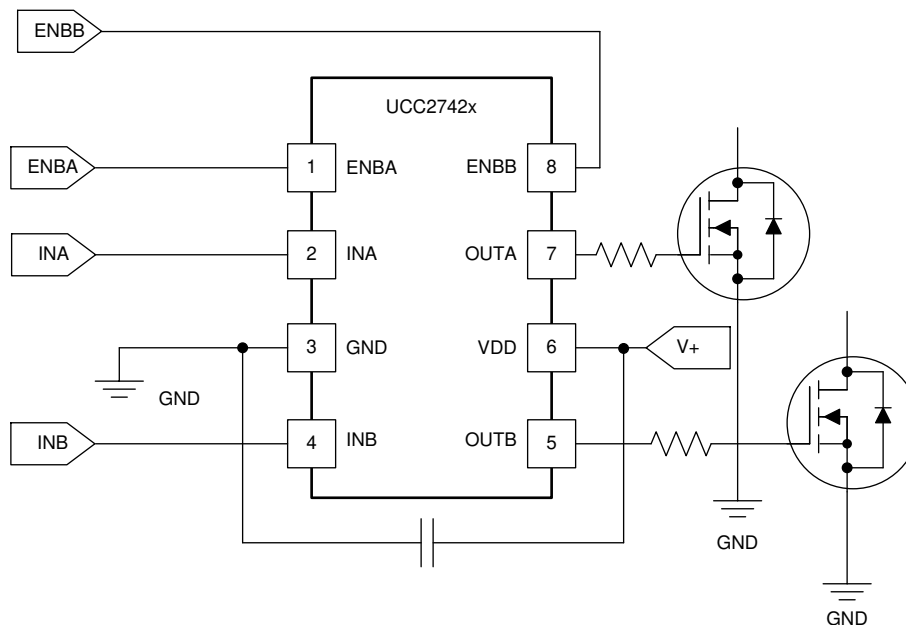 ENBB
UCC2742x
ENBA
1
ENBA
ENBB
8
INA
2
INA
OUTA
7
GND
3
GND
VDD
6
V+
INB
4
INB
OUTB
5
GND
GND